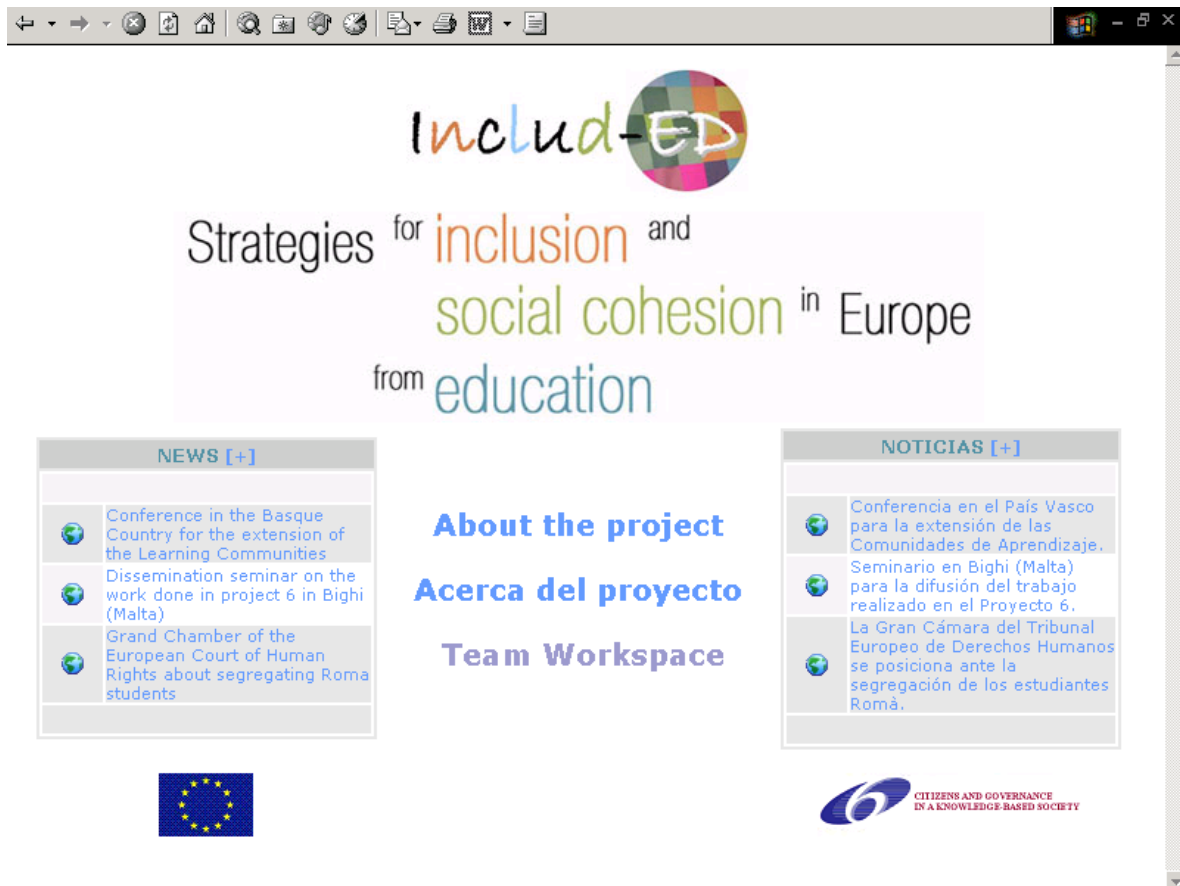 Includ-ED
Strategies for inclusion and
social cohesion in Europe
from education
NEWS [+]
Conference in the Basque
Country for the extension of
the Learning Communities
Dissemination seminar on the
work done in project 6 in Bighi
(Malta)
Grand Chamber of the
European Court of Human
Rights about segregating Roma
students
About the project
Acerca del proyecto
Team Workspace
NOTICIAS [+]
Conferencia en el País Vasco
para la extensión de las
Comunidades de Aprendizaje.
Seminario en Bighi (Malta)
para la difusión del trabajo
realizado en el Proyecto 6.
La Gran Cámara del Tribunal
Europeo de Derechos Humanos
se posiciona ante la
segregación de los estudiantes
Romà.
6
CITIZENS AND GOVERNANCE
IN A KNOWLEDGE-BASED SOCIETY